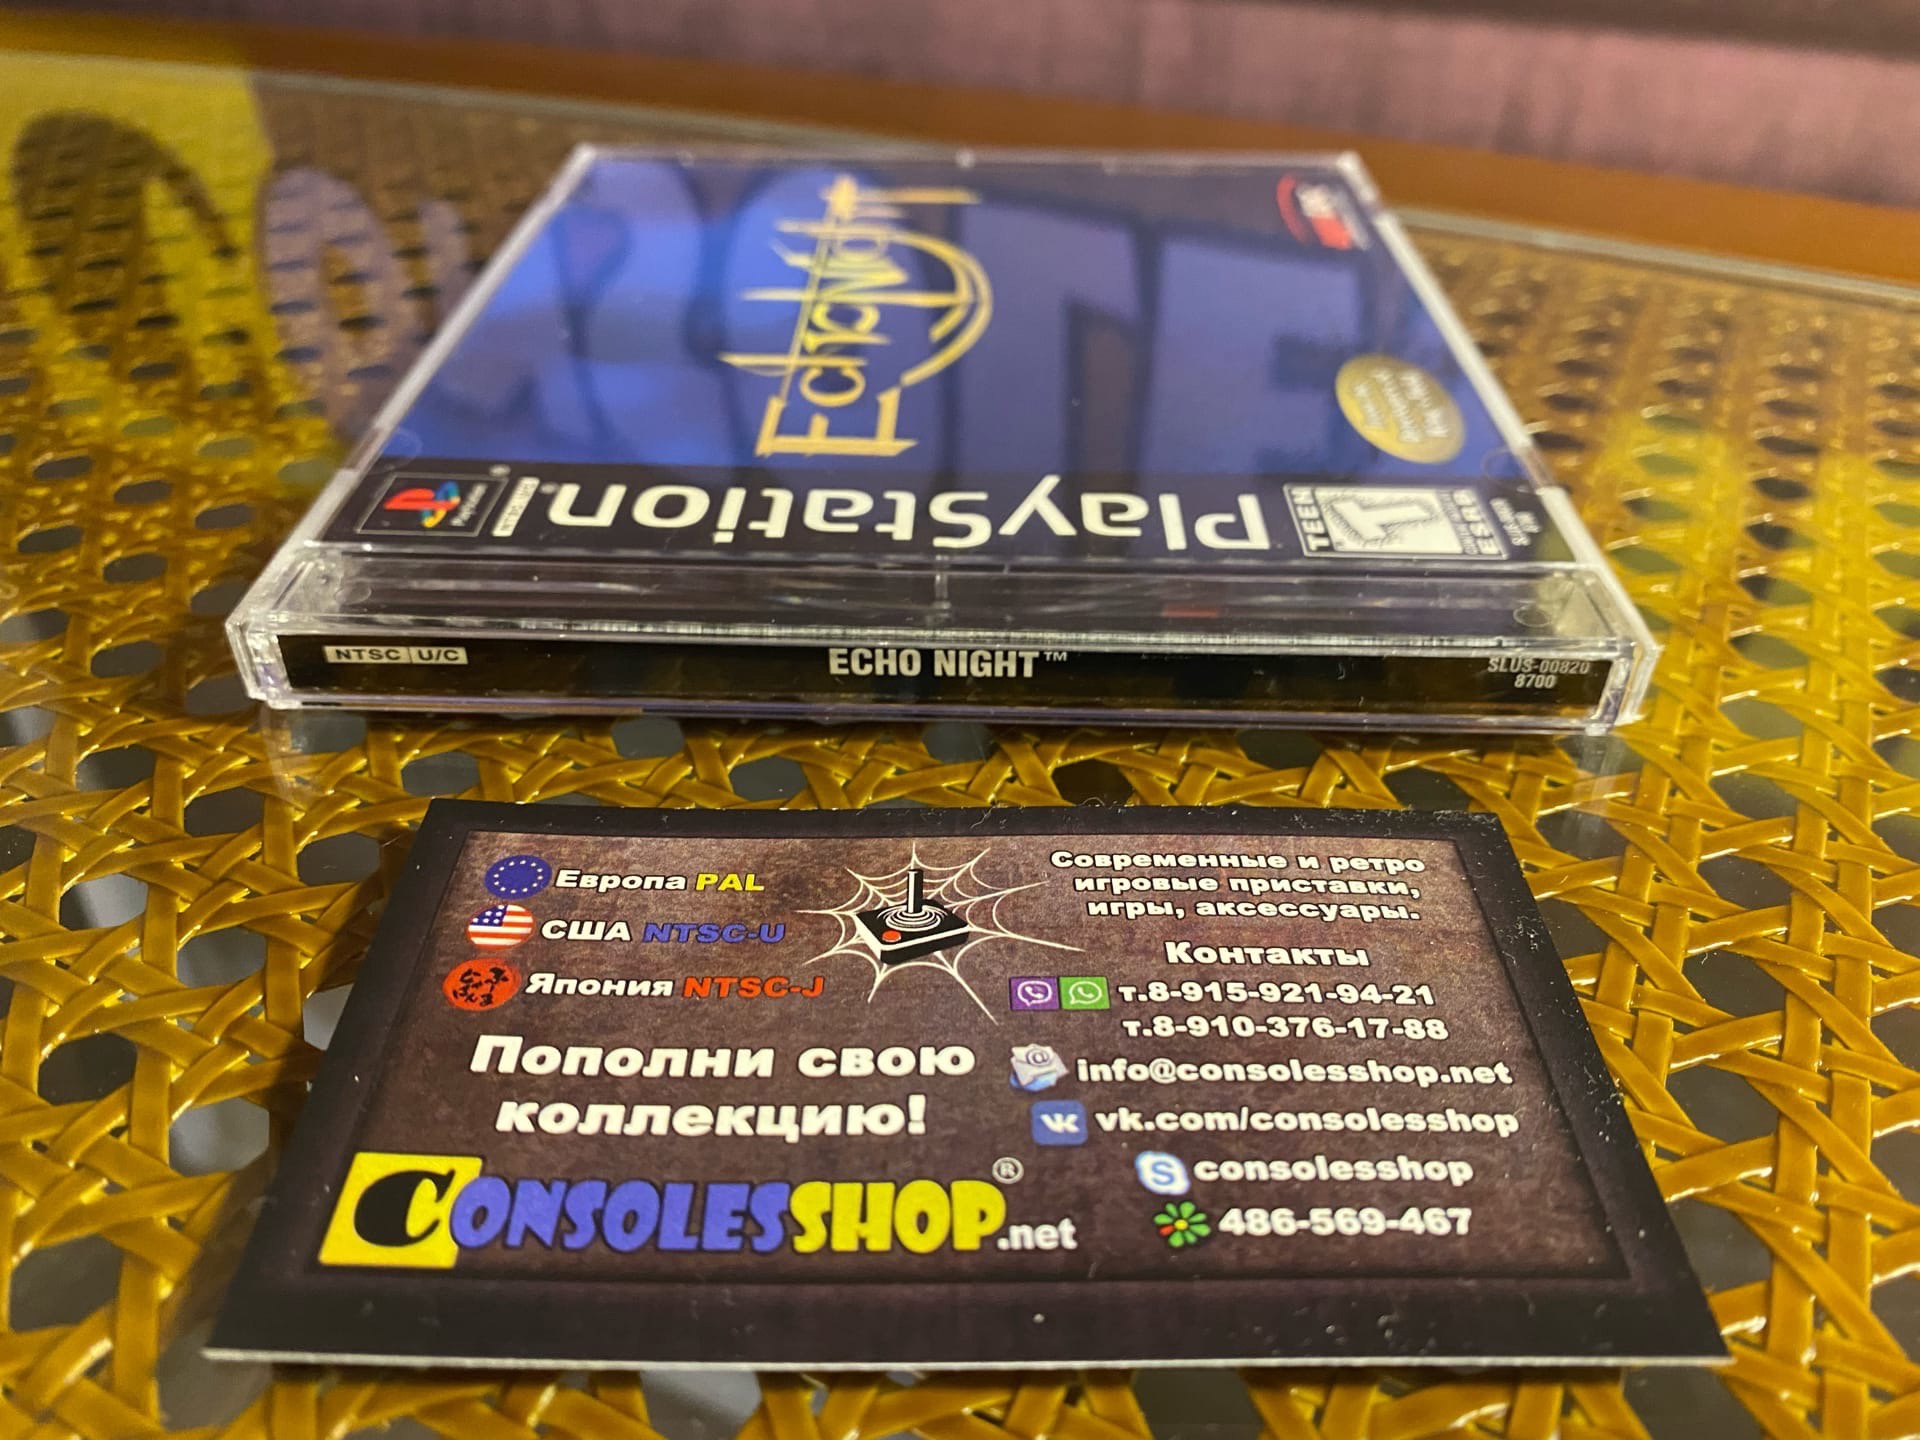 Echo Night
PlayStation
NTSC U/C
PlayStation
TEEN
T
ESRB
NTSC U/C
ECHO NIGHT™
SLUS-00820
8700
Европа PAL
США NTSC-U
Япония NTSC-J
Пополни свою
коллекцию!
CONSOLESSHOP®.net
Современные и ретро
игровые приставки,
игры, аксессуары.
Контакты
т.8-915-921-94-21
т.8-910-376-17-88
info@consolesshop.net
vk.com/consolesshop
consolesshop
486-569-467